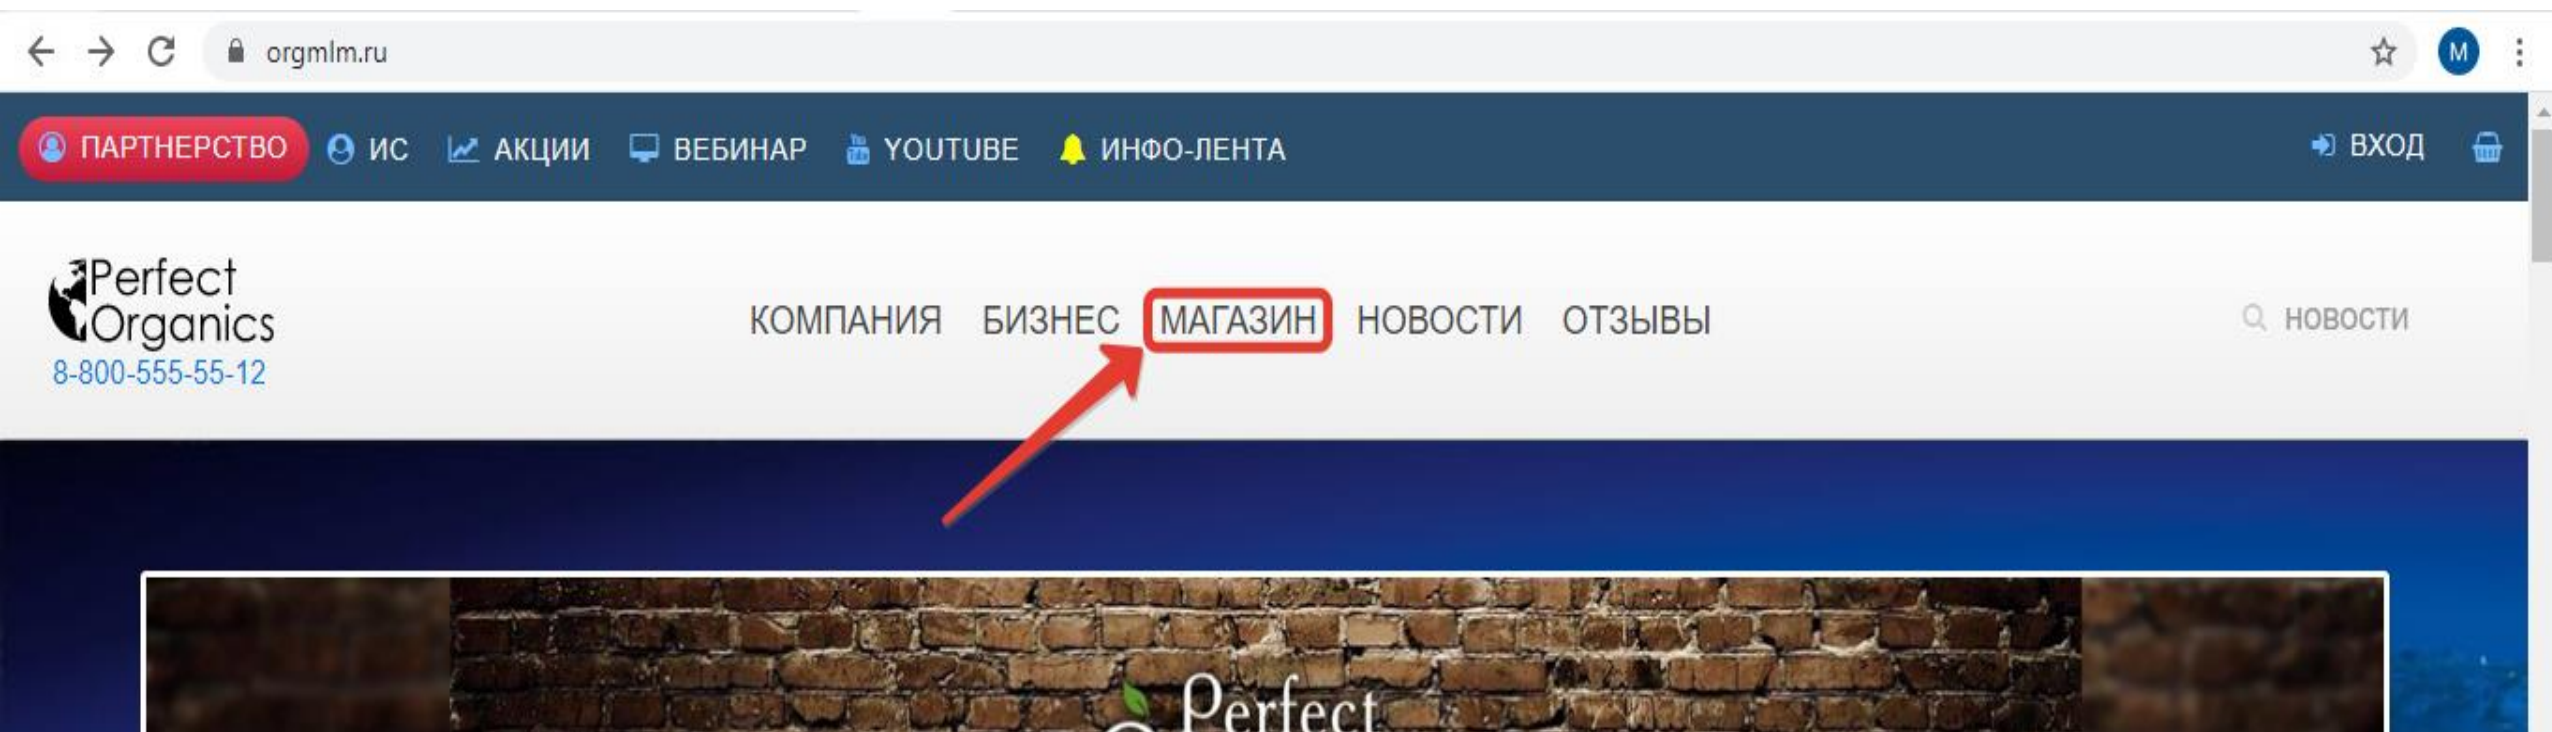 orgmlm.ru
M
ПАРТНЕРСТВО ИС АКЦИИ ВЕБИНАР YOUTUBE ИНФО-ЛЕНТА ВХОД
Perfect
Organics
8-800-555-55-12
КОМПАНИЯ БИЗНЕС МАГАЗИН НОВОСТИ ОТЗЫВЫ
НОВОСТИ
Perfect